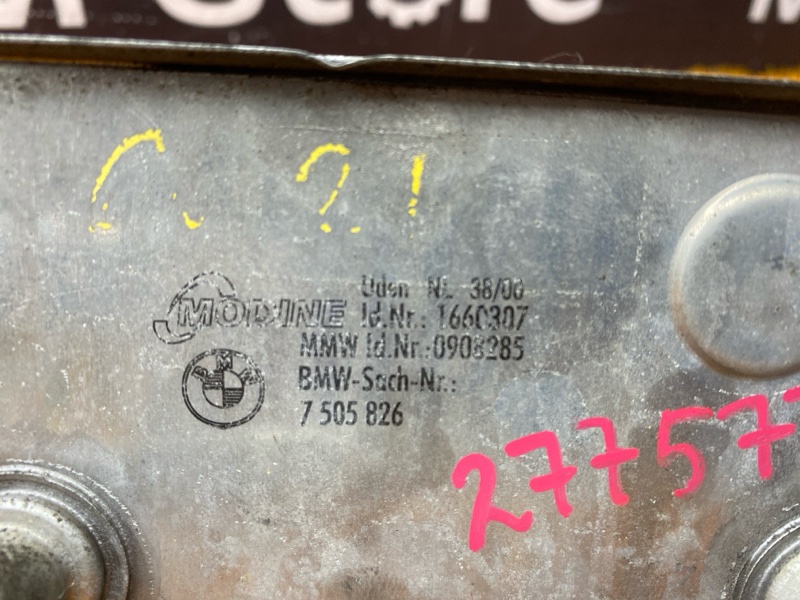 Uden NL 38/00
MODINE Id.Nr.: 1660307
MMW Id.Nr.:0908285
BMW
BMW-Sach-Nr.:
7 505 826
27757